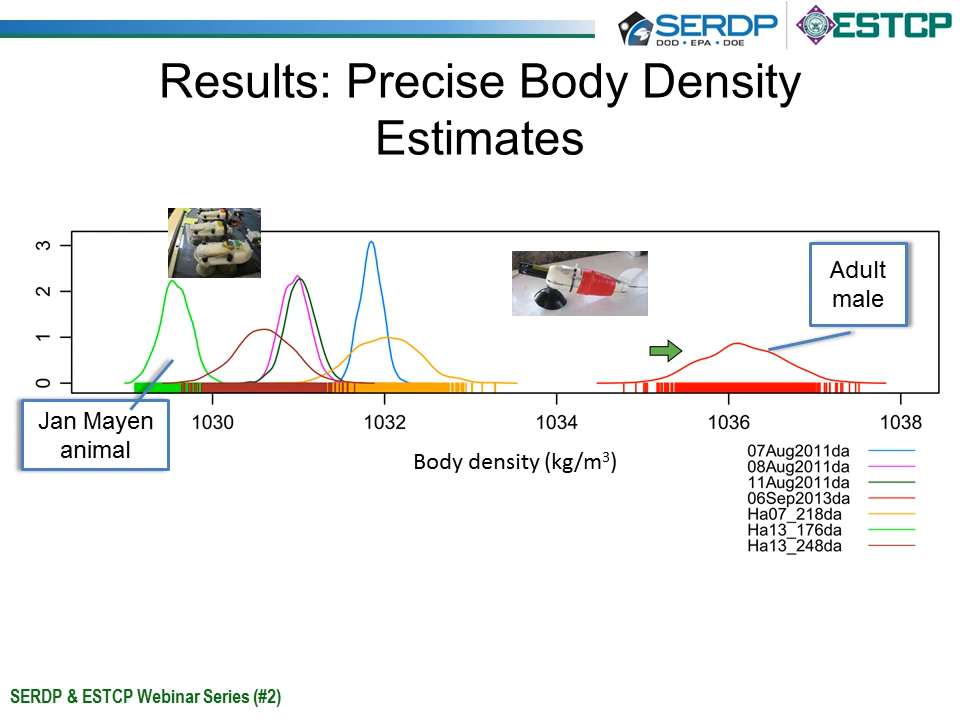 SERDP
DOD • EPA • DOE
ESTCP
Results: Precise Body Density
Estimates
3
2
1
0
Adult
male
Jan Mayen
animal
1030
1032
1034
1036
1038
Body density (kg/m³)
07Aug2011da
08Aug2011da
11Aug2011da
06Sep2013da
Ha07_218da
Ha13_176da
Ha13_248da
SERDP & ESTCP Webinar Series (#2)